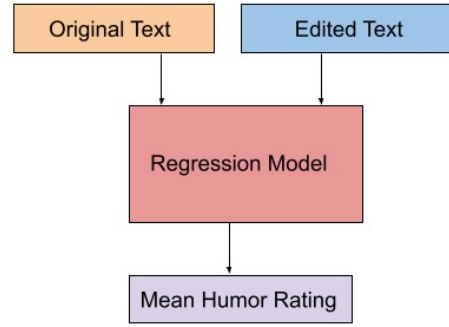 Original Text
Edited Text
Regression Model
Mean Humor Rating